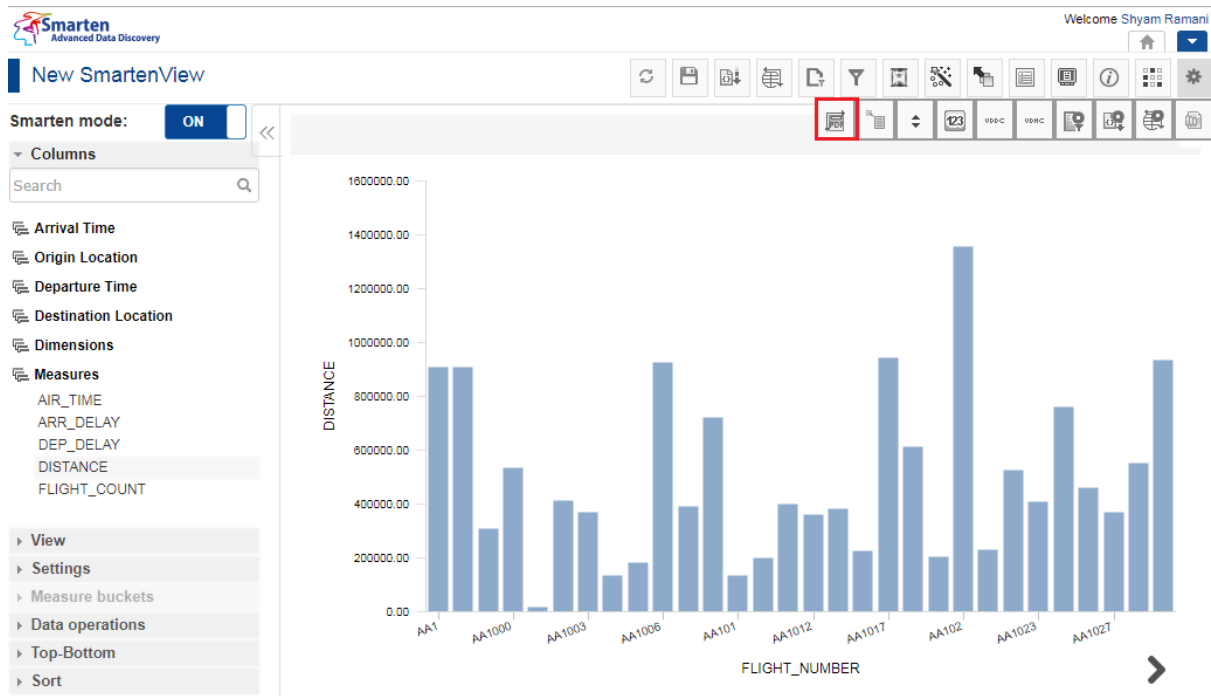 Smarten
Advanced Data Discovery
Welcome Shyam Ramani
New SmartenView
Smarten mode:
ON
Columns
Search
Arrival Time
Origin Location
Departure Time
Destination Location
Dimensions
Measures
AIR_TIME
ARR_DELAY
DEP_DELAY
DISTANCE
FLIGHT_COUNT
View
Settings
Measure buckets
Data operations
Top-Bottom
Sort
PDF
123
UDDC
UDHC
1600000.00
1400000.00
1200000.00
1000000.00
800000.00
600000.00
400000.00
200000.00
0.00
DISTANCE
AA1
AA1000
AA1003
AA1006
AA101
AA1012
AA1017
AA102
AA1023
AA1027
FLIGHT_NUMBER